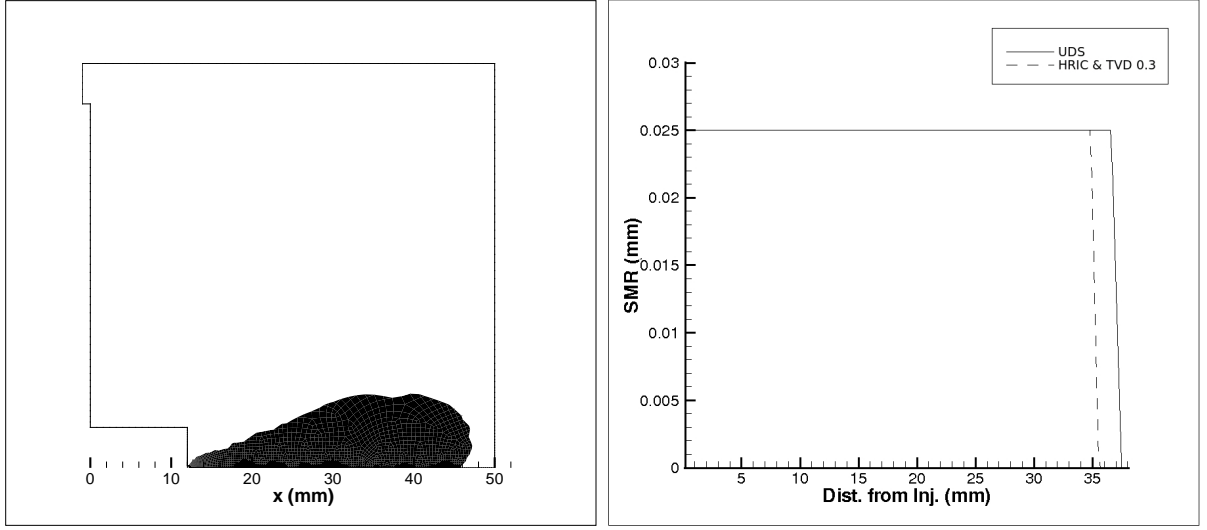 0 10 20 30 40 50
x (mm)
UDS
HRIC & TVD 0.3
0.03
0.025
0.02
0.015
0.01
0.005
0
SMR (mm)
5 10 15 20 25 30 35
Dist. from Inj. (mm)